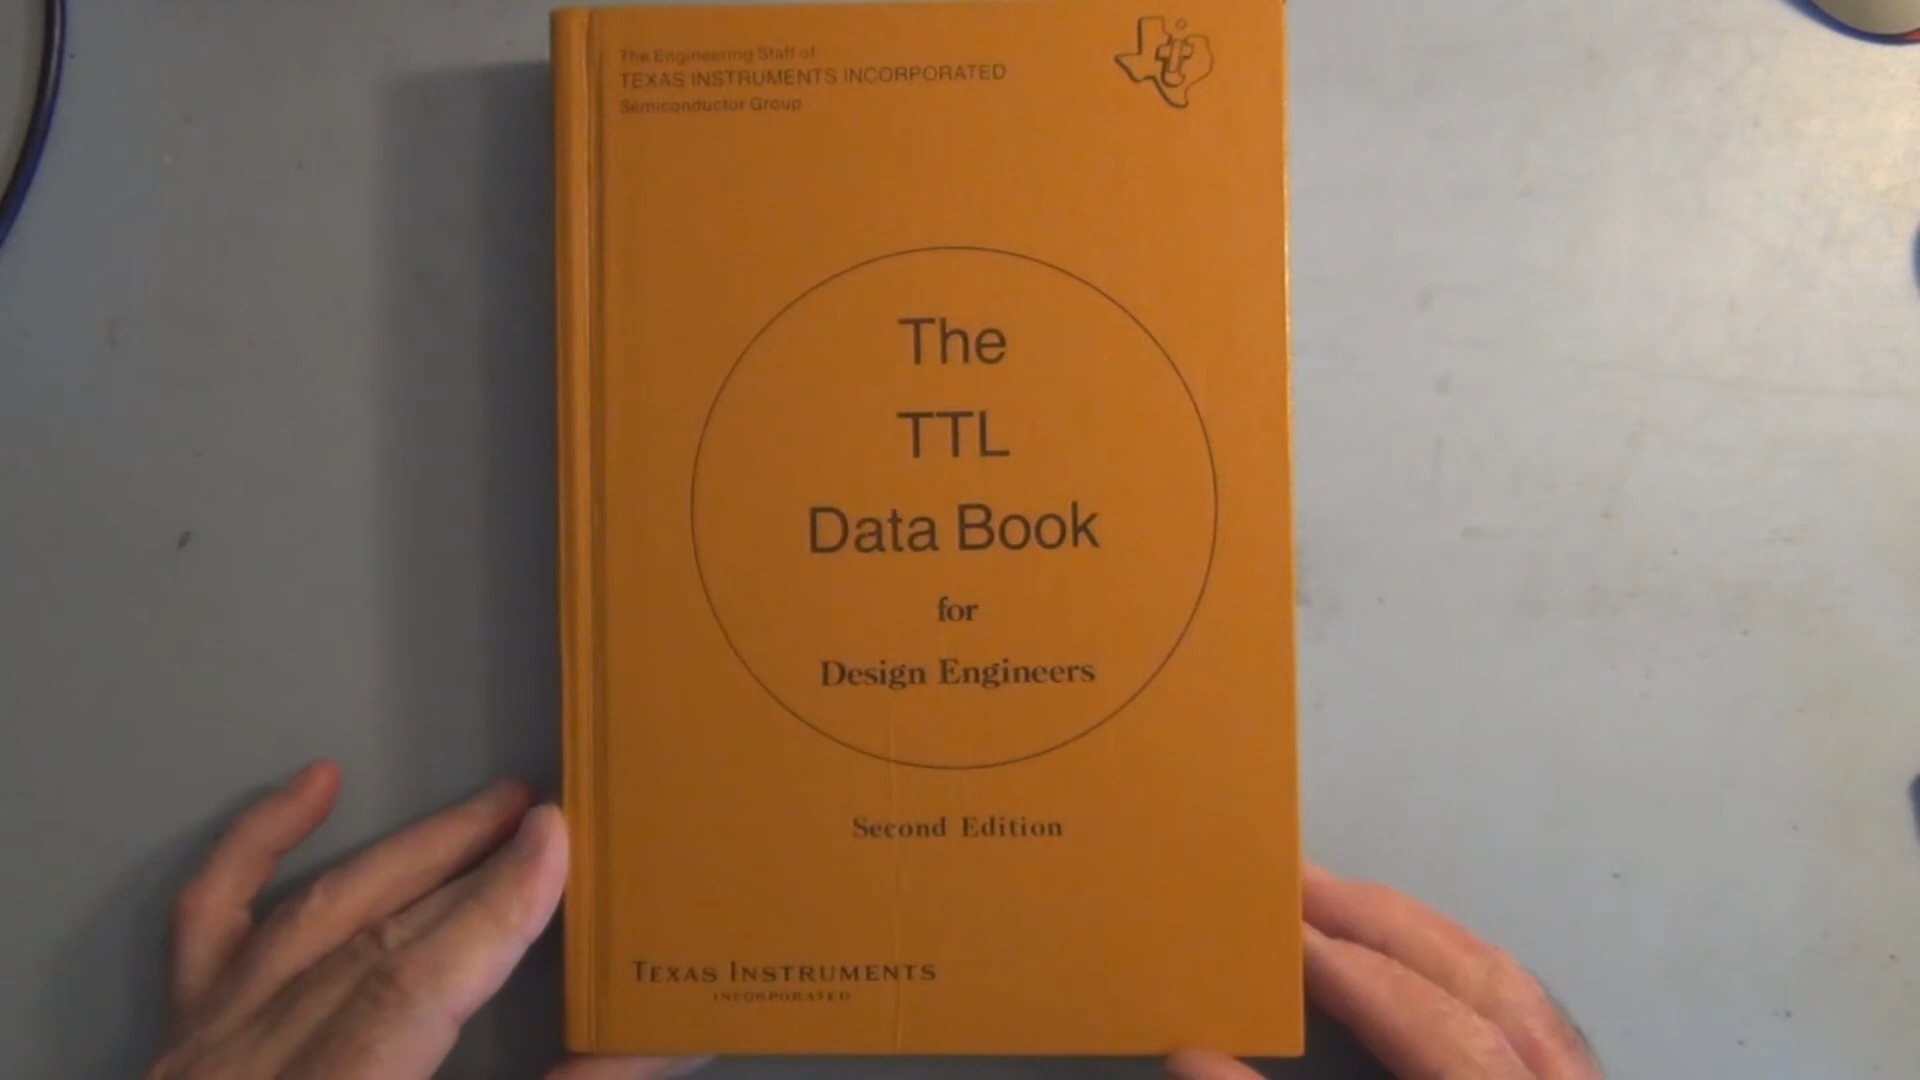 The Engineering Staff of
TEXAS INSTRUMENTS INCORPORATED
Semiconductor Group
ti
The
TTL
Data Book
for
Design Engineers
Second Edition
TEXAS INSTRUMENTS
INCORPORATED